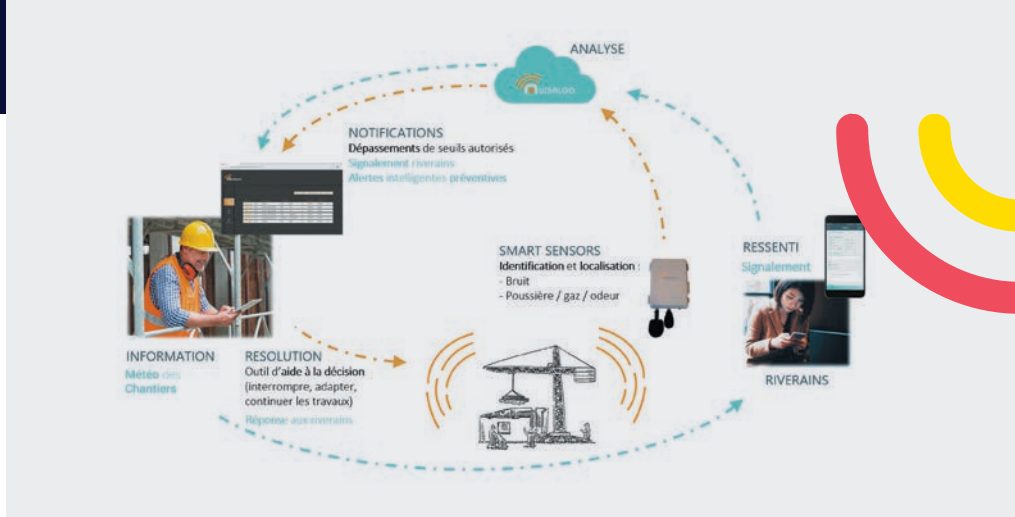 ANALYSE
QUISALGO
NOTIFICATIONS
Dépassements de seuils autorisés
Signalement riverains
Alertes intelligentes préventives
SMART SENSORS
Identification et localisation :
- Bruit
- Poussière / gaz / odeur
RESSENTI
Signalement
INFORMATION
Météo des
Chantiers
RESOLUTION
Outil d'aide à la décision
(interrompre, adapter,
continuer les travaux)
Réponse aux riverains
RIVERAINS